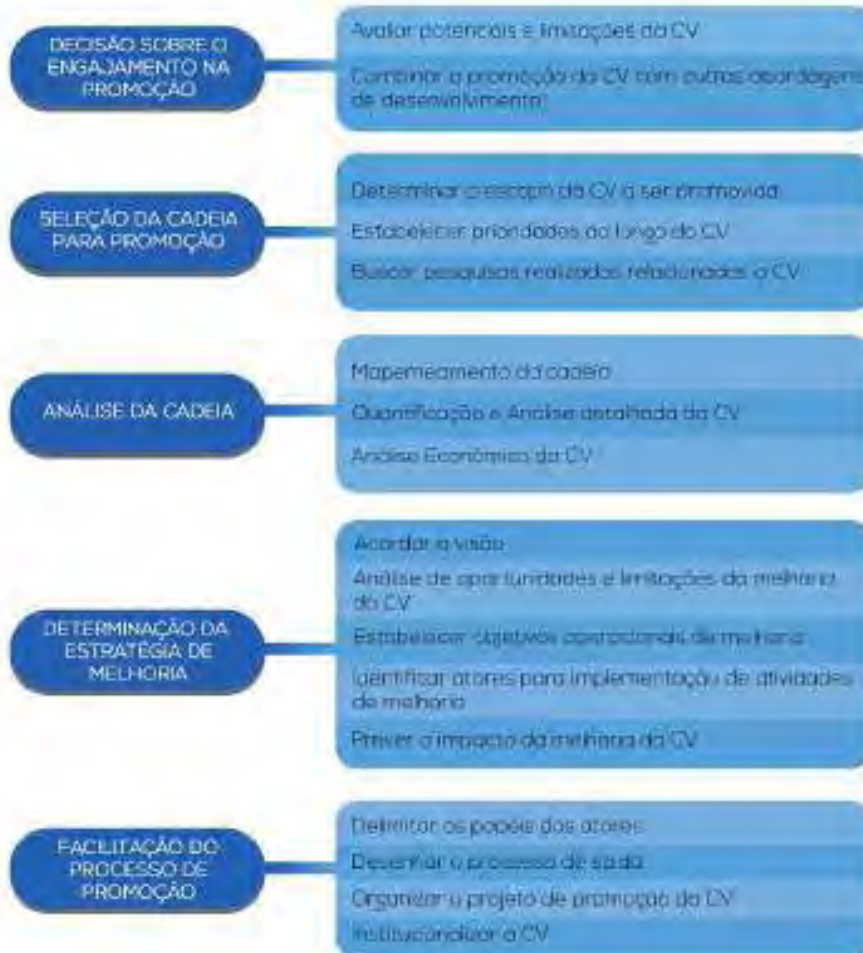 DECISÃO SOBRE O
ENGAJAMENTO NA
PROMOÇÃO
Avaliar potenciais e limitações da CV
Combinar a promoção da CV com outras abordagens
de desenvolvimento
SELEÇÃO DA CADEIA
PARA PROMOÇÃO
Determinar o escopo da CV a ser promovida
Estabelecer prioridades ao longo da CV
Buscar pesquisas realizadas relacionadas a CV
ANÁLISE DA CADEIA
Mapemeamento da cadeia
Quantificação e Análise detalhada da CV
Análise Econômica da CV
DETERMINAÇÃO DA
ESTRATÉGIA DE
MELHORIA
Acordar a visão
Análise de oportunidades e limitações da melhoria
da CV
Estabelecer objetivos operacionais de melhoria
Identificar atores para implementação de atividades
de melhoria
Prever o impacto da melhoria da CV
FACILITAÇÃO DO
PROCESSO DE
PROMOÇÃO
Delimitar os papéis dos atores
Desenhar o processo de saída
Organizar o projeto de promoção da CV
Institucionalizar a CV